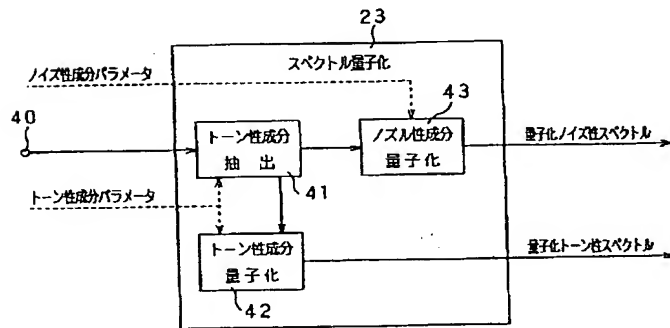 23
スペクトル量子化
ノイズ性成分パラメータ
43
40
トーン性成分
抽出
ノズル性成分
量子化
量子化ノイズ性スペクトル
41
トーン性成分パラメータ
トーン性成分
量子化
量子化トーン性スペクトル
42